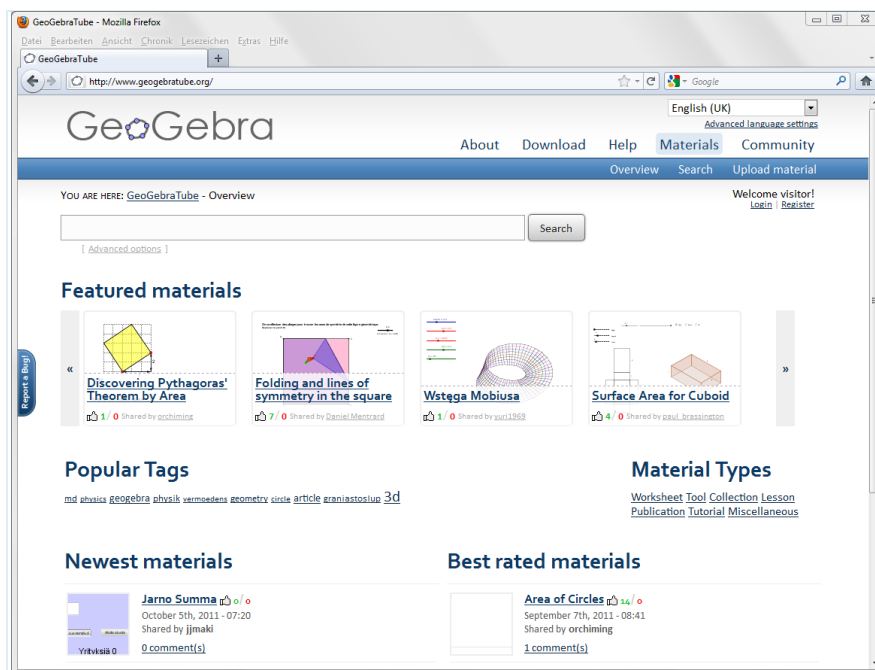 GeoGebraTube - Mozilla Firefox
Datei Bearbeiten Ansicht Chronik Lesezeichen Extras Hilfe
GeoGebraTube
http://www.geogebratube.org/
Google
GeoGebra
English (UK)
Advanced language settings
About Download Help Materials Community
Overview Search Upload material
YOU ARE HERE: GeoGebraTube - Overview
Welcome visitor!
Login | Register
Search
[ Advanced options ]
Featured materials
«
Discovering Pythagoras'
Theorem by Area
1/ 0 Shared by orchiming
Folding and lines of
symmetry in the square
7/ 0 Shared by Daniel Mentrard
Wstęga Mobiusa
1/ 0 Shared by yuri1969
Surface Area for Cuboid
4/ 0 Shared by paul_brassington
»
Report a Bug!
Popular Tags
md physics geogebra physik vermoedens geometry circle article graniastosłup 3d
Material Types
Worksheet Tool Collection Lesson
Publication Tutorial Miscellaneous
Newest materials
Jarno Summa 0/ 0
October 5th, 2011 - 07:20
Shared by jjmaki
0 comment(s)
Yrityksiä 0
Best rated materials
Area of Circles 14/ 0
September 7th, 2011 - 08:41
Shared by orchiming
1 comment(s)